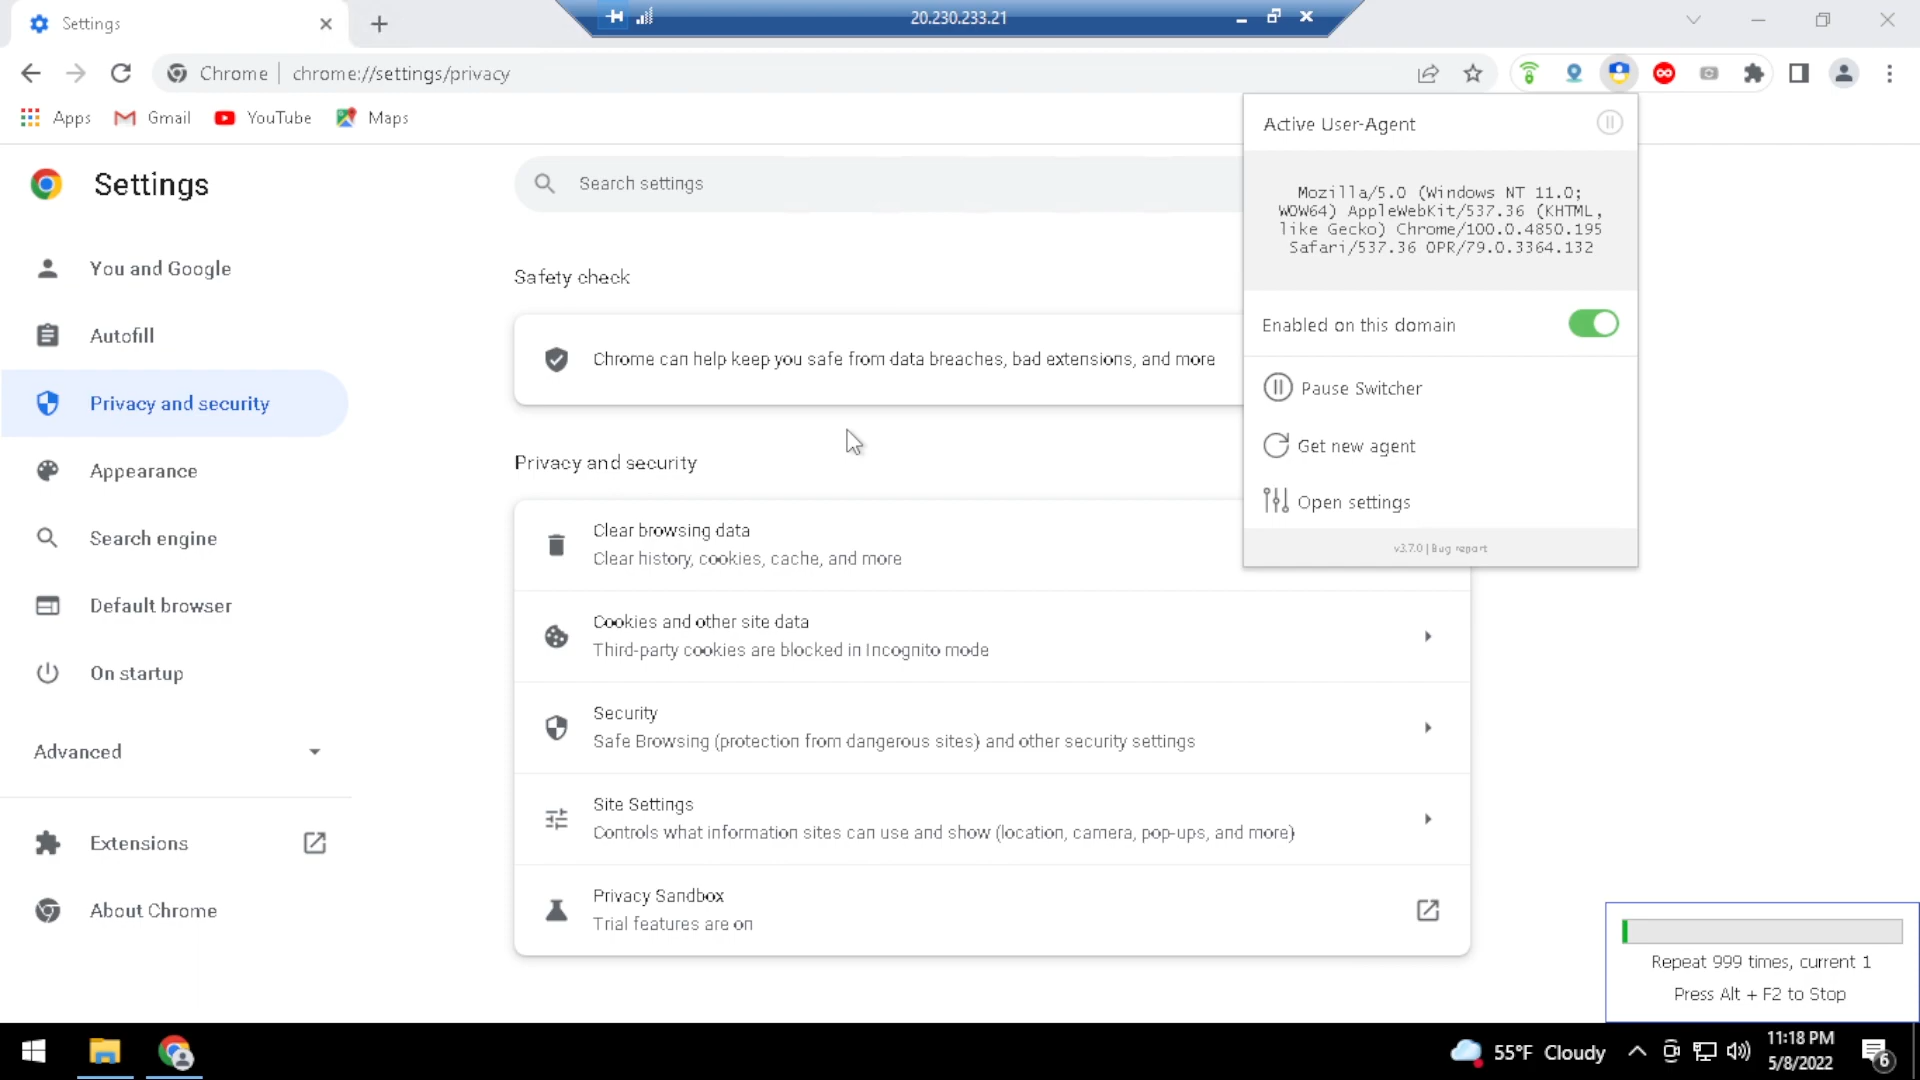 Settings
20.230.233.21
Chrome
chrome://settings/privacy
Apps
Gmail
YouTube
Maps
Settings
Search settings
You and Google
Autofill
Privacy and security
Appearance
Search engine
Default browser
On startup
Advanced
Extensions
About Chrome
Safety check
Chrome can help keep you safe from data breaches, bad extensions, and more
Privacy and security
Clear browsing data
Clear history, cookies, cache, and more
Cookies and other site data
Third-party cookies are blocked in Incognito mode
Security
Safe Browsing (protection from dangerous sites) and other security settings
Site Settings
Controls what information sites can use and show (location, camera, pop-ups, and more)
Privacy Sandbox
Trial features are on
Active User-Agent
Mozilla/5.0 (Windows NT 11.0;
WOW64) AppleWebKit/537.36 (KHTML,
like Gecko) Chrome/100.0.4850.195
Safari/537.36 OPR/79.0.3364.132
Enabled on this domain
Pause Switcher
Get new agent
Open settings
v3.7.0 | Bug report
Repeat 999 times, current 1
Press Alt + F2 to Stop
55°F Cloudy
11:18 PM
5/8/2022
6